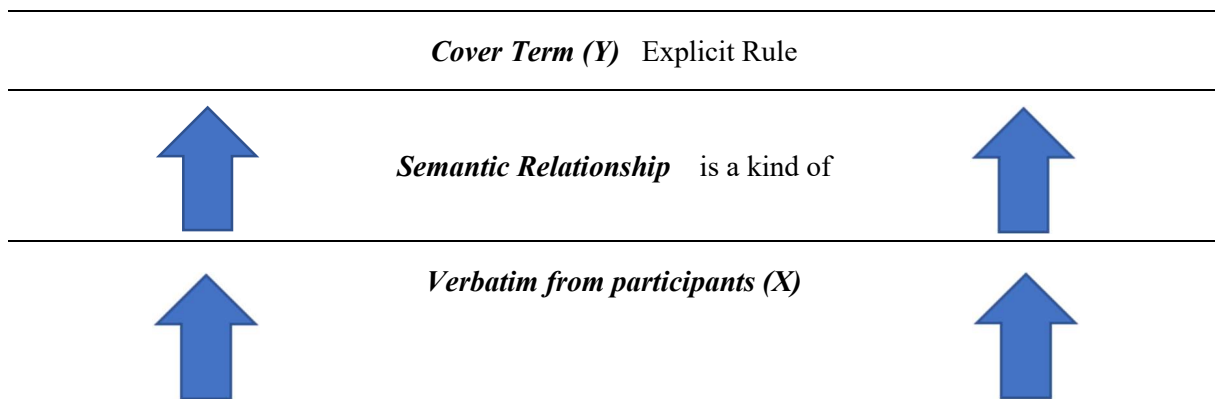 Cover Term (Y) Explicit Rule
Semantic Relationship is a kind of
Verbatim from participants (X)